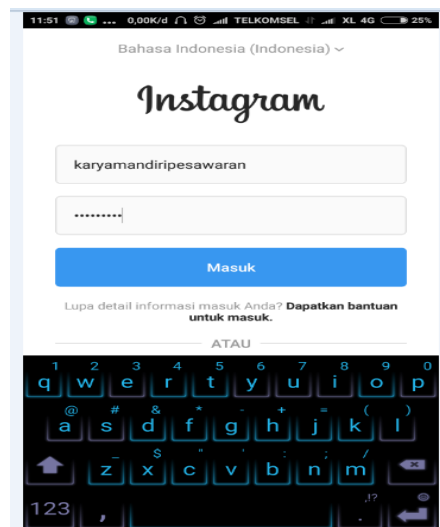 11:51 ... 0,00K/d TELKOMSEL XL 4G 25%
Bahasa Indonesia (Indonesia)
Instagram
karyamandiripesawaran
•••••••••
Masuk
Lupa detail informasi masuk Anda? Dapatkan bantuan
untuk masuk.
ATAU
1 2 3 4 5 6 7 8 9 0
q w e r t y u i o p
@ # & * - + = ( )
a s d f g h j k l
_ $ " ' : ; /
z x c v b n m
123 , . ,!?